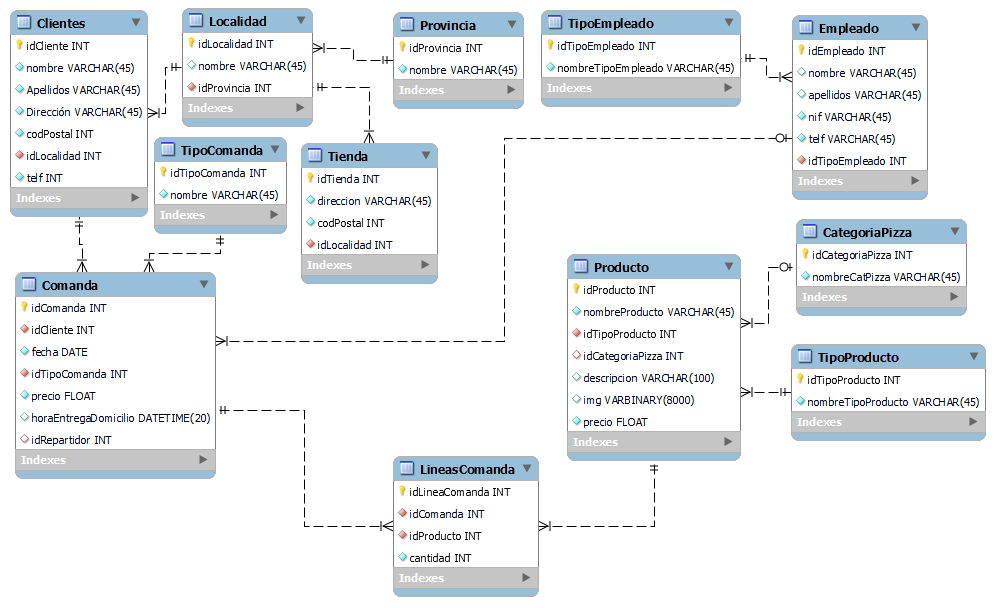 Clientes
idCliente INT
nombre VARCHAR(45)
Apellidos VARCHAR(45)
Dirección VARCHAR(45)
codPostal INT
idLocalidad INT
telf INT
Indexes
Localidad
idLocalidad INT
nombre VARCHAR(45)
idProvincia INT
Indexes
Provincia
idProvincia INT
nombre VARCHAR(45)
Indexes
TipoEmpleado
idTipoEmpleado INT
nombreTipoEmpleado VARCHAR(45)
Indexes
Empleado
idEmpleado INT
nombre VARCHAR(45)
apellidos VARCHAR(45)
nif VARCHAR(45)
telf VARCHAR(45)
idTipoEmpleado INT
Indexes
TipoComanda
idTipoComanda INT
nombre VARCHAR(45)
Indexes
Tienda
idTienda INT
direccion VARCHAR(45)
codPostal INT
idLocalidad INT
Indexes
CategoriaPizza
idCategoriaPizza INT
nombreCatPizza VARCHAR(45)
Indexes
Comanda
idComanda INT
idCliente INT
fecha DATE
idTipoComanda INT
precio FLOAT
horaEntregaDomicilio DATETIME(20)
idRepartidor INT
Indexes
Producto
idProducto INT
nombreProducto VARCHAR(45)
idTipoProducto INT
idCategoriaPizza INT
descripcion VARCHAR(100)
img VARBINARY(8000)
precio FLOAT
Indexes
TipoProducto
idTipoProducto INT
nombreTipoProducto VARCHAR(45)
Indexes
LineasComanda
idLineaComanda INT
idComanda INT
idProducto INT
cantidad INT
Indexes